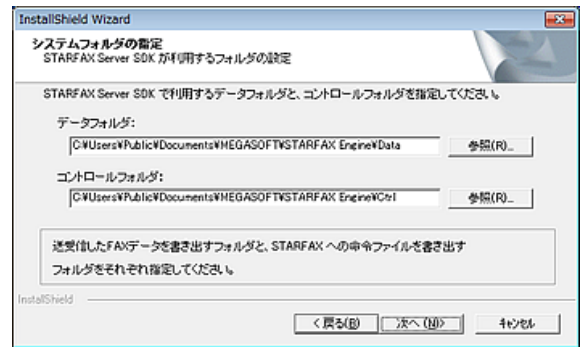 InstallShield Wizard
システムフォルダの指定
STARFAX Server SDK が利用するフォルダの設定
STARFAX Server SDK で利用するデータフォルダと、コントロールフォルダを指定してください。
データフォルダ:
C:¥Users¥Public¥Documents¥MEGASOFT¥STARFAX Engine¥Data
参照(R)...
コントロールフォルダ:
C:¥Users¥Public¥Documents¥MEGASOFT¥STARFAX Engine¥Ctrl
参照(R)...
送受信したFAXデータを書き出すフォルダと、STARFAX への命令ファイルを書き出す
フォルダをそれぞれ指定してください。
InstallShield
< 戻る(B) 次へ (N)> キャンセル